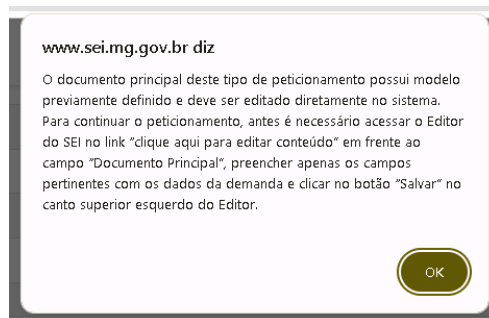 www.sei.mg.gov.br diz
O documento principal deste tipo de peticionamento possui modelo
previamente definido e deve ser editado diretamente no sistema.
Para continuar o peticionamento, antes é necessário acessar o Editor
do SEI no link "clique aqui para editar conteúdo" em frente ao
campo "Documento Principal", preencher apenas os campos
pertinentes com os dados da demanda e clicar no botão "Salvar" no
canto superior esquerdo do Editor.
OK